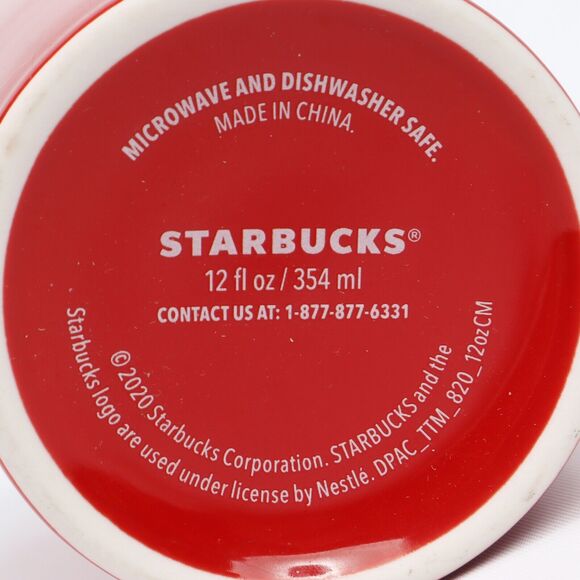 MICROWAVE AND DISHWASHER SAFE.
MADE IN CHINA.
STARBUCKS®
12 fl oz / 354 ml
CONTACT US AT: 1-877-877-6331
© 2020 Starbucks Corporation. STARBUCKS and the
Starbucks logo are used under license by Nestlé. DPAC_TTM_820_12ozCM